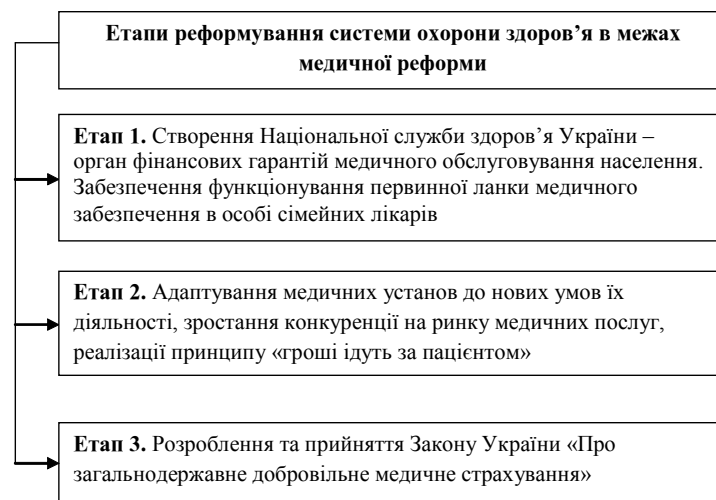 Етапи реформування системи охорони здоров’я в межах
медичної реформи
Етап 1. Створення Національної служби здоров’я України –
орган фінансових гарантій медичного обслуговування населення.
Забезпечення функціонування первинної ланки медичного
забезпечення в особі сімейних лікарів
Етап 2. Адаптування медичних установ до нових умов їх
діяльності, зростання конкуренції на ринку медичних послуг,
реалізації принципу «гроші ідуть за пацієнтом»
Етап 3. Розроблення та прийняття Закону України «Про
загальнодержавне добровільне медичне страхування»